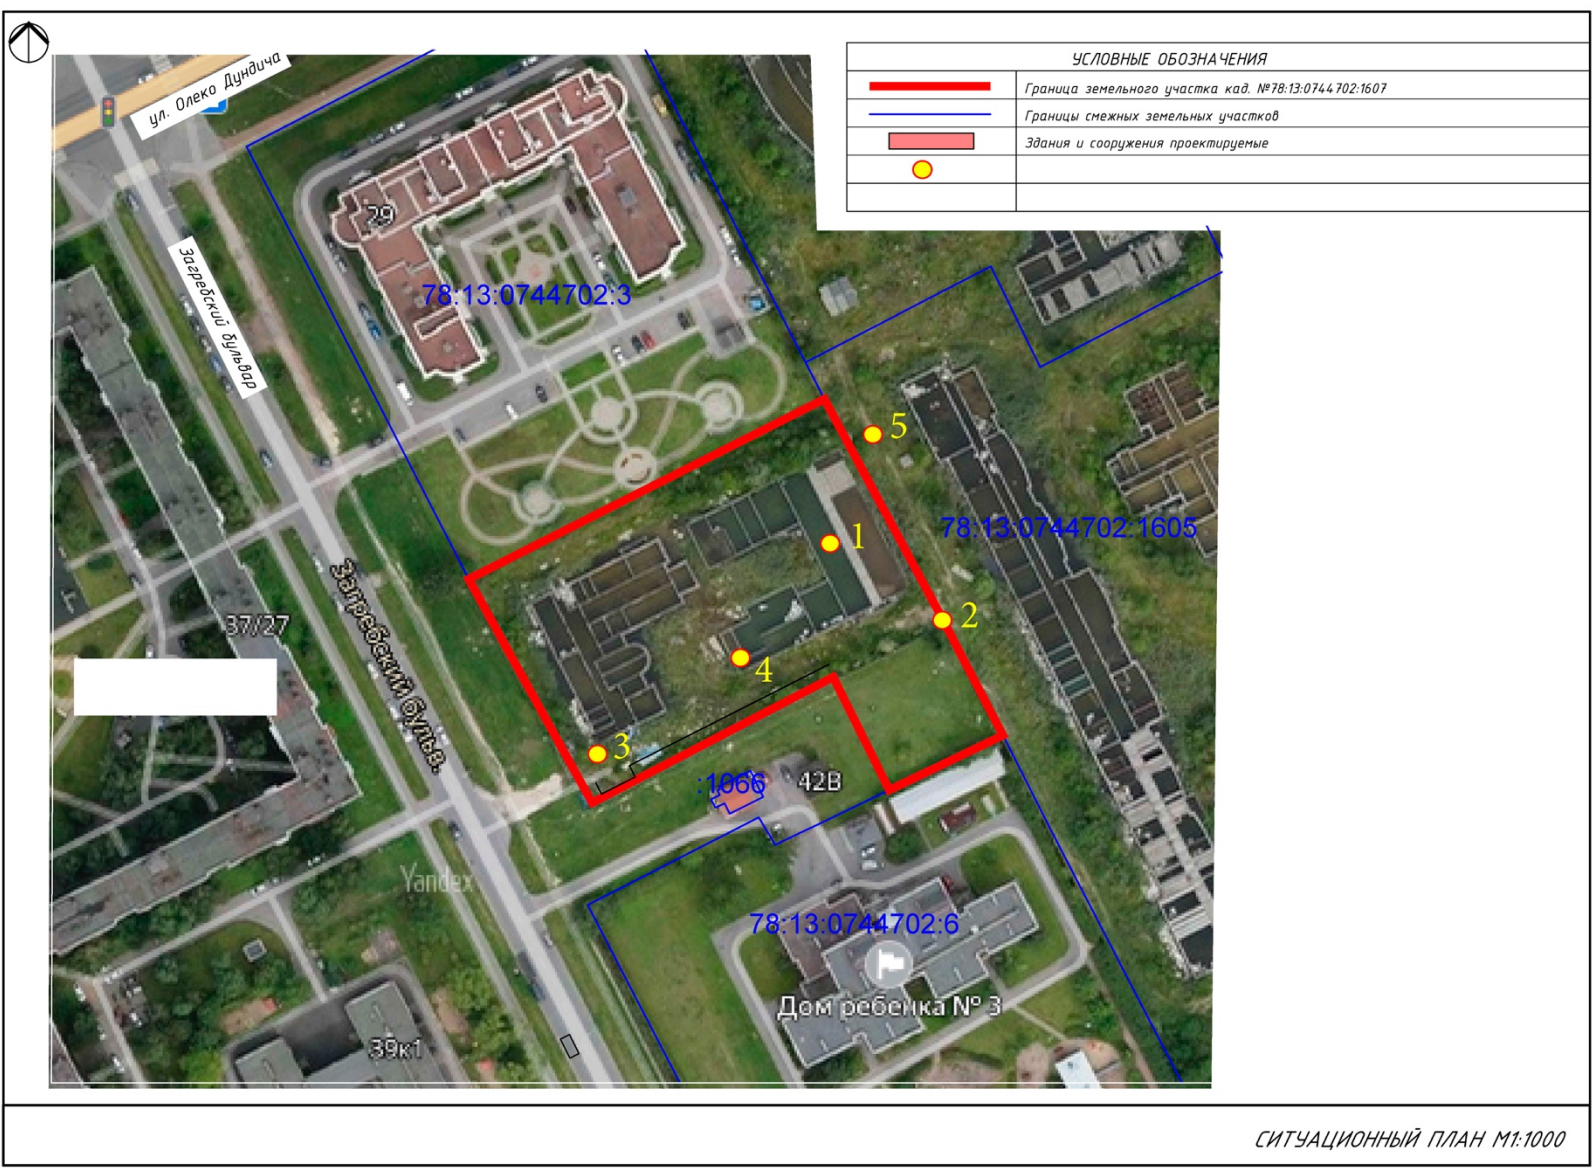 УСЛОВНЫЕ ОБОЗНАЧЕНИЯ
Граница земельного участка кад. №78:13:0744702:1607
Границы смежных земельных участков
Здания и сооружения проектируемые
ул. Олеко Дундича
Загребский бульвар
29
78:13:0744702:3
5
1
78:13:0744702:1605
2
37/27
Загребский бульв.
4
3
:1066
42В
Yandex
78:13:0744702:6
Дом ребенка № 3
39к1
СИТУАЦИОННЫЙ ПЛАН М1:1000